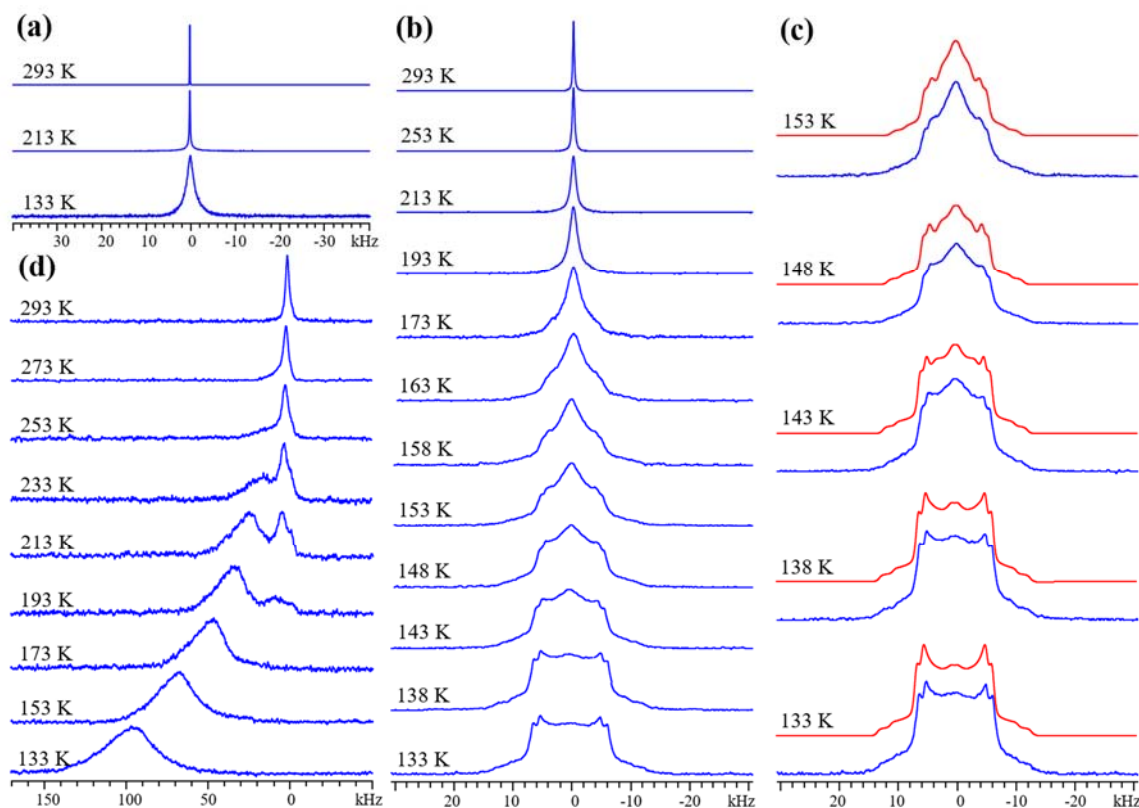 (a)
293 K
213 K
133 K
30 20 10 0 -10 -20 -30 kHz
(b)
293 K
253 K
213 K
193 K
173 K
163 K
158 K
153 K
148 K
143 K
138 K
133 K
20 10 0 -10 -20 kHz
(c)
153 K
148 K
143 K
138 K
133 K
20 10 0 -10 -20 kHz
(d)
293 K
273 K
253 K
233 K
213 K
193 K
173 K
153 K
133 K
150 100 50 0 kHz